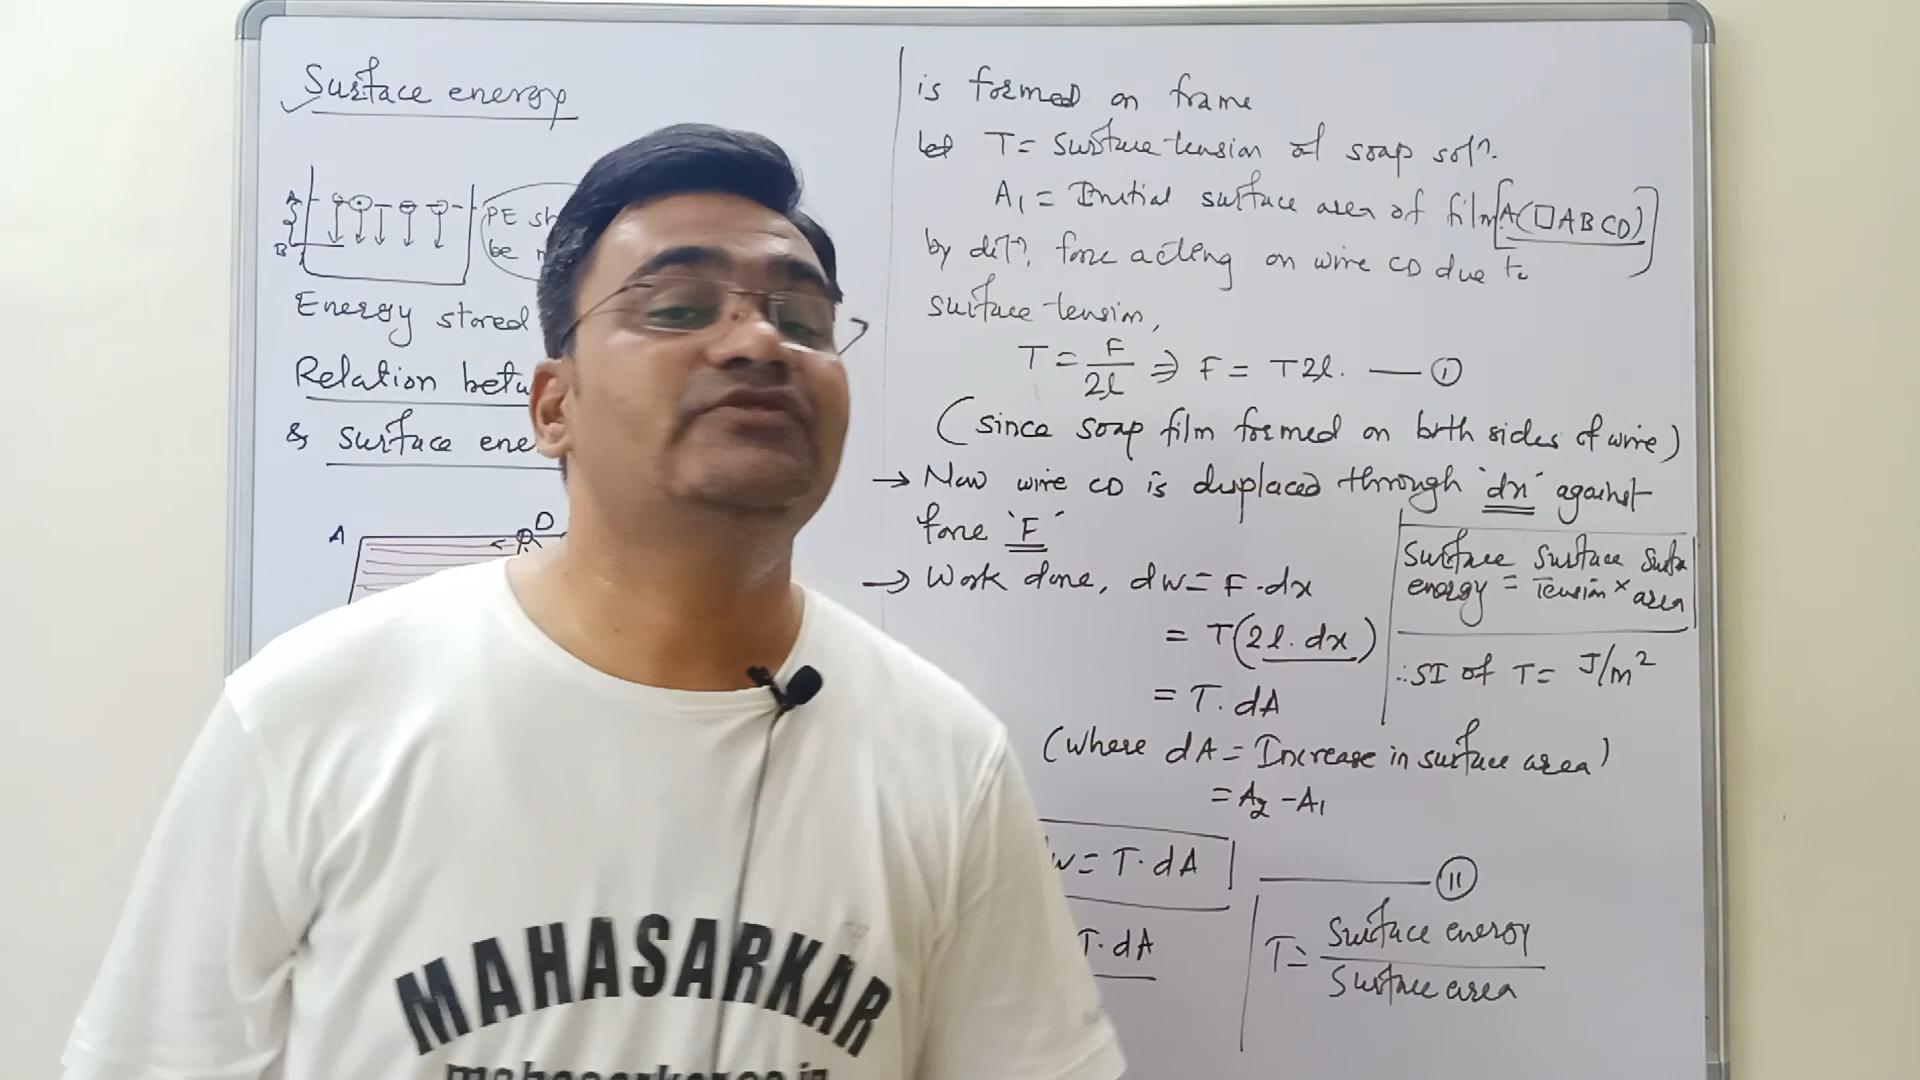 Surface energy
A
B
PE
be
Energy stored
Relation betw
& surface ene
A
D
is formed on frame
let T = surface tension of soap solⁿ.
A₁ = Initial surface area of film [A(□ABCD)]
by defⁿ, force acting on wire CD due to
surface tension,
T = F/2l ⇒ F = T2l. — Ⓘ
(since soap film formed on both sides of wire)
→ Now wire CD is displaced through 'dx' against
force 'F'
→ Work done, dw = F·dx
= T(2l.dx)
= T. dA
(where dA = Increase in surface area)
= A₂ - A₁
w = T·dA — Ⓘⓘ
T·dA
Surface energy = Surface Tension × area
∴ SI of T = J/m²
T = Surface energy / Surface area
MAHASARKAR